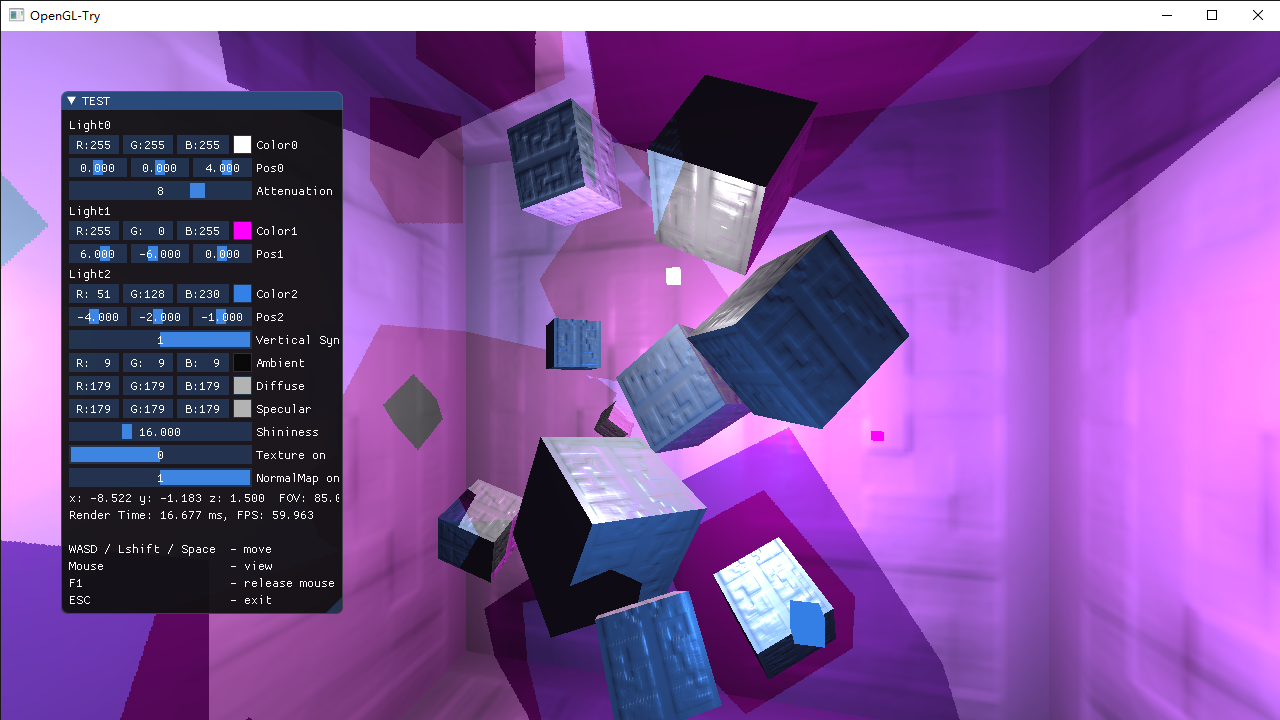 OpenGL-Try
TEST
Light0
R:255 G:255 B:255 Color0
0.000 0.000 4.000 Pos0
8 Attenuation
Light1
R:255 G: 0 B:255 Color1
6.000 -6.000 0.000 Pos1
Light2
R: 51 G:128 B:230 Color2
-4.000 -2.000 -1.000 Pos2
1 Vertical Syn
R: 9 G: 9 B: 9 Ambient
R:179 G:179 B:179 Diffuse
R:179 G:179 B:179 Specular
16.000 Shininess
0 Texture on
1 NormalMap on
x: -8.522 y: -1.183 z: 1.500 FOV: 85.
Render Time: 16.677 ms, FPS: 59.963
WASD / Lshift / Space - move
Mouse - view
F1 - release mouse
ESC - exit